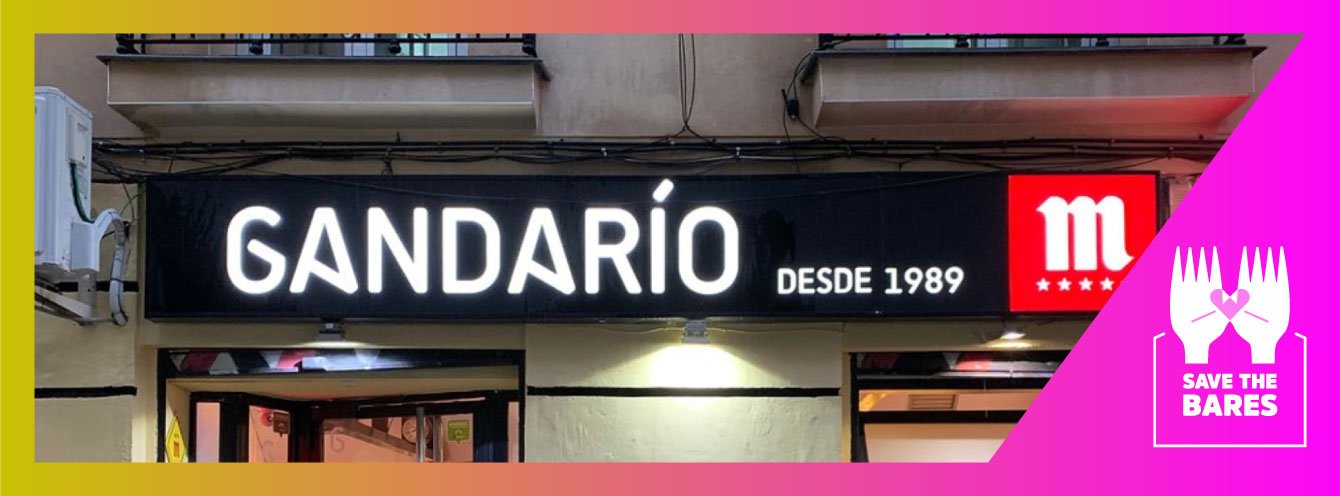 GANDARÍO
DESDE 1989
m
SAVE THE
BARES